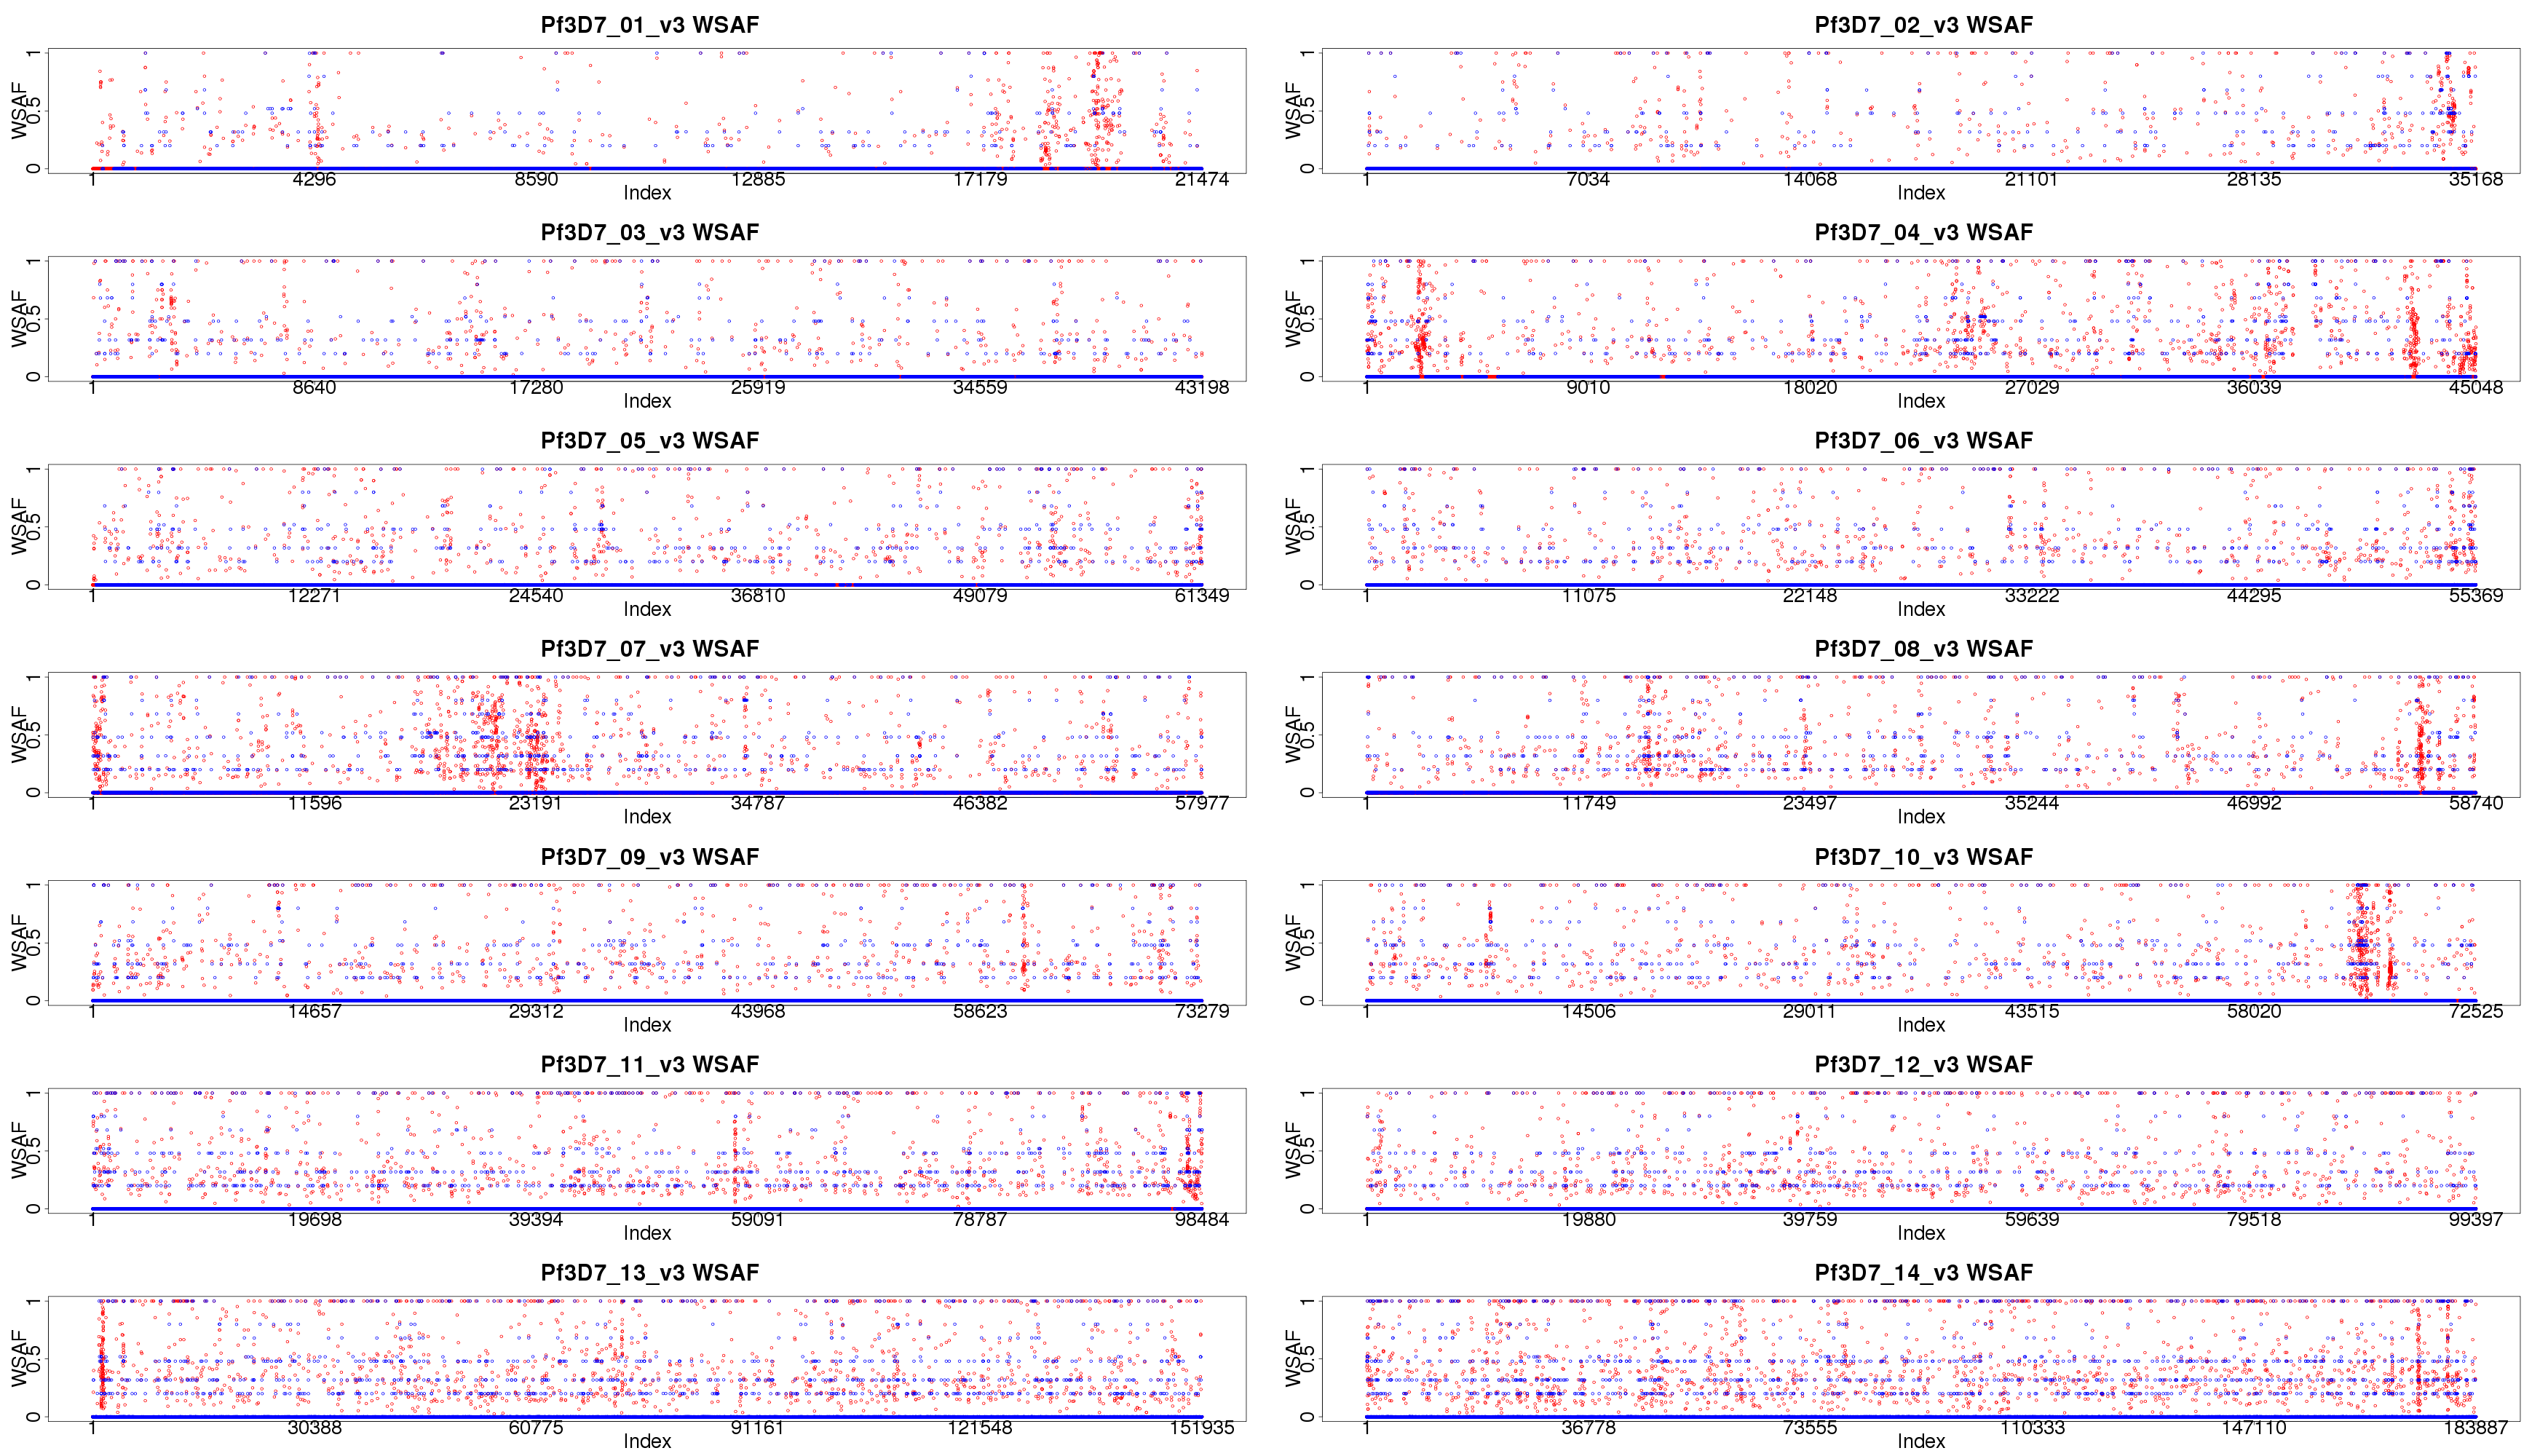 Pf3D7_01_v3 WSAF
WSAF
1
0.5
0
1 4296 8590 12885 17179 21474
Index
Pf3D7_02_v3 WSAF
WSAF
1
0.5
0
1 7034 14068 21101 28135 35168
Index
Pf3D7_03_v3 WSAF
WSAF
1
0.5
0
1 8640 17280 25919 34559 43198
Index
Pf3D7_04_v3 WSAF
WSAF
1
0.5
0
1 9010 18020 27029 36039 45048
Index
Pf3D7_05_v3 WSAF
WSAF
1
0.5
0
1 12271 24540 36810 49079 61349
Index
Pf3D7_06_v3 WSAF
WSAF
1
0.5
0
1 11075 22148 33222 44295 55369
Index
Pf3D7_07_v3 WSAF
WSAF
1
0.5
0
1 11596 23191 34787 46382 57977
Index
Pf3D7_08_v3 WSAF
WSAF
1
0.5
0
1 11749 23497 35244 46992 58740
Index
Pf3D7_09_v3 WSAF
WSAF
1
0.5
0
1 14657 29312 43968 58623 73279
Index
Pf3D7_10_v3 WSAF
WSAF
1
0.5
0
1 14506 29011 43515 58020 72525
Index
Pf3D7_11_v3 WSAF
WSAF
1
0.5
0
1 19698 39394 59091 78787 98484
Index
Pf3D7_12_v3 WSAF
WSAF
1
0.5
0
1 19880 39759 59639 79518 99397
Index
Pf3D7_13_v3 WSAF
WSAF
1
0.5
0
1 30388 60775 91161 121548 151935
Index
Pf3D7_14_v3 WSAF
WSAF
1
0.5
0
1 36778 73555 110333 147110 183887
Index